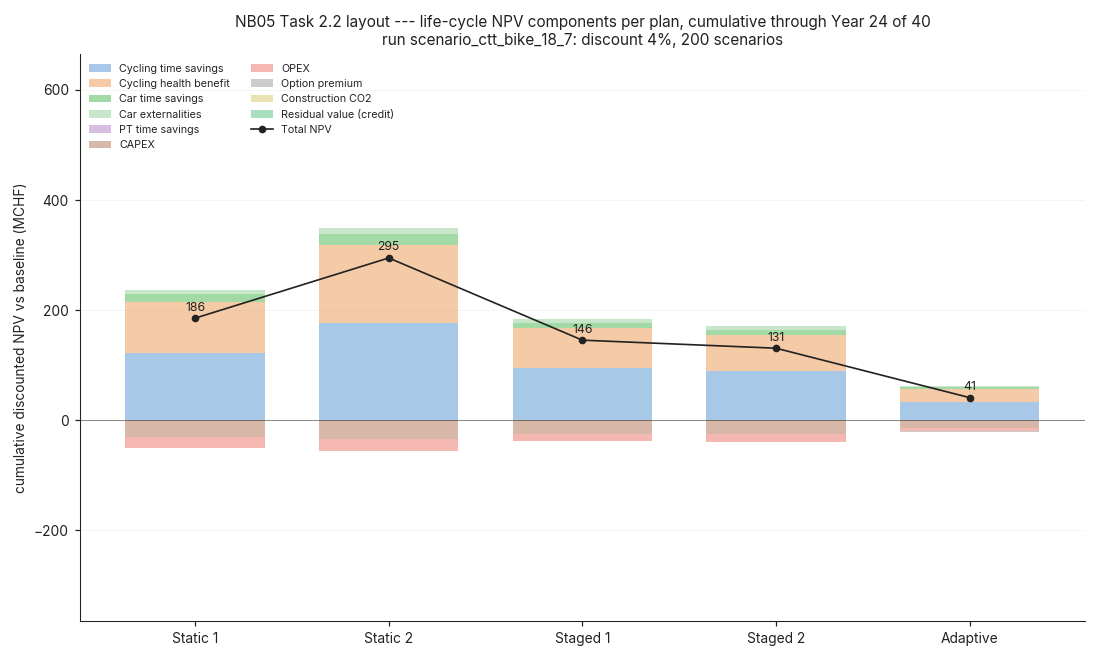 NB05 Task 2.2 layout --- life-cycle NPV components per plan, cumulative through Year 24 of 40
run scenario_ctt_bike_18_7: discount 4%, 200 scenarios
Cycling time savings
Cycling health benefit
Car time savings
Car externalities
PT time savings
CAPEX
OPEX
Option premium
Construction CO2
Residual value (credit)
Total NPV
cumulative discounted NPV vs baseline (MCHF)
600
400
200
0
−200
186
295
146
131
41
Static 1
Static 2
Staged 1
Staged 2
Adaptive